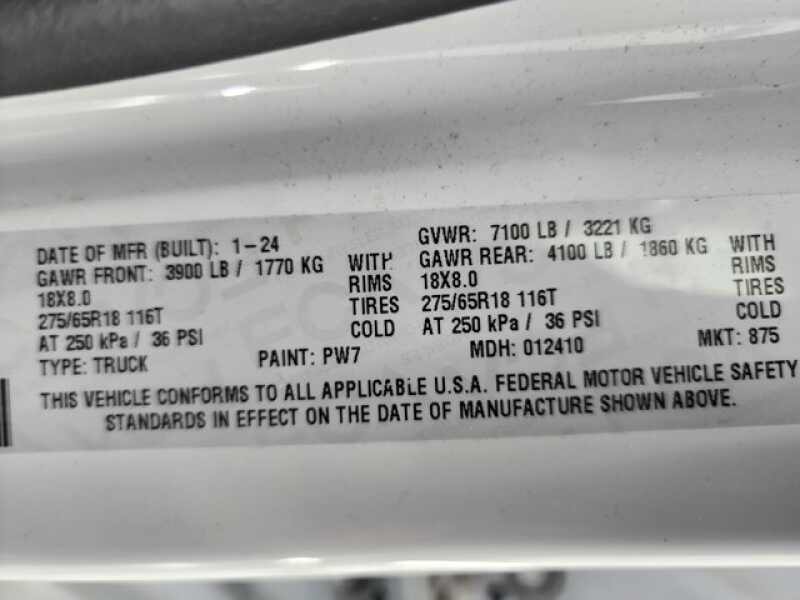 DATE OF MFR (BUILT): 1-24 GVWR: 7100 LB / 3221 KG
GAWR FRONT: 3900 LB / 1770 KG WITH GAWR REAR: 4100 LB / 1860 KG WITH
18X8.0 RIMS 18X8.0 RIMS
275/65R18 116T TIRES 275/65R18 116T TIRES
AT 250 kPa / 36 PSI COLD AT 250 kPa / 36 PSI COLD
TYPE: TRUCK PAINT: PW7 MDH: 012410 MKT: 875
THIS VEHICLE CONFORMS TO ALL APPLICABLE U.S.A. FEDERAL MOTOR VEHICLE SAFETY
STANDARDS IN EFFECT ON THE DATE OF MANUFACTURE SHOWN ABOVE.